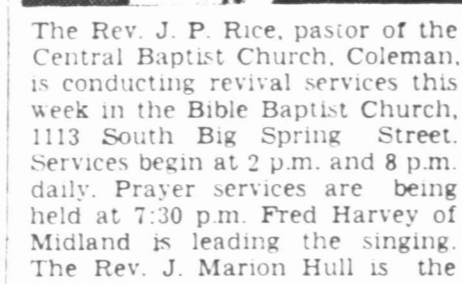 The Rev. J. P. Rice, pastor of the
Central Baptist Church, Coleman,
is conducting revival services this
week in the Bible Baptist Church,
1113 South Big Spring Street.
Services begin at 2 p.m. and 8 p.m.
daily. Prayer services are being
held at 7:30 p.m. Fred Harvey of
Midland is leading the singing.
The Rev. J. Marion Hull is the